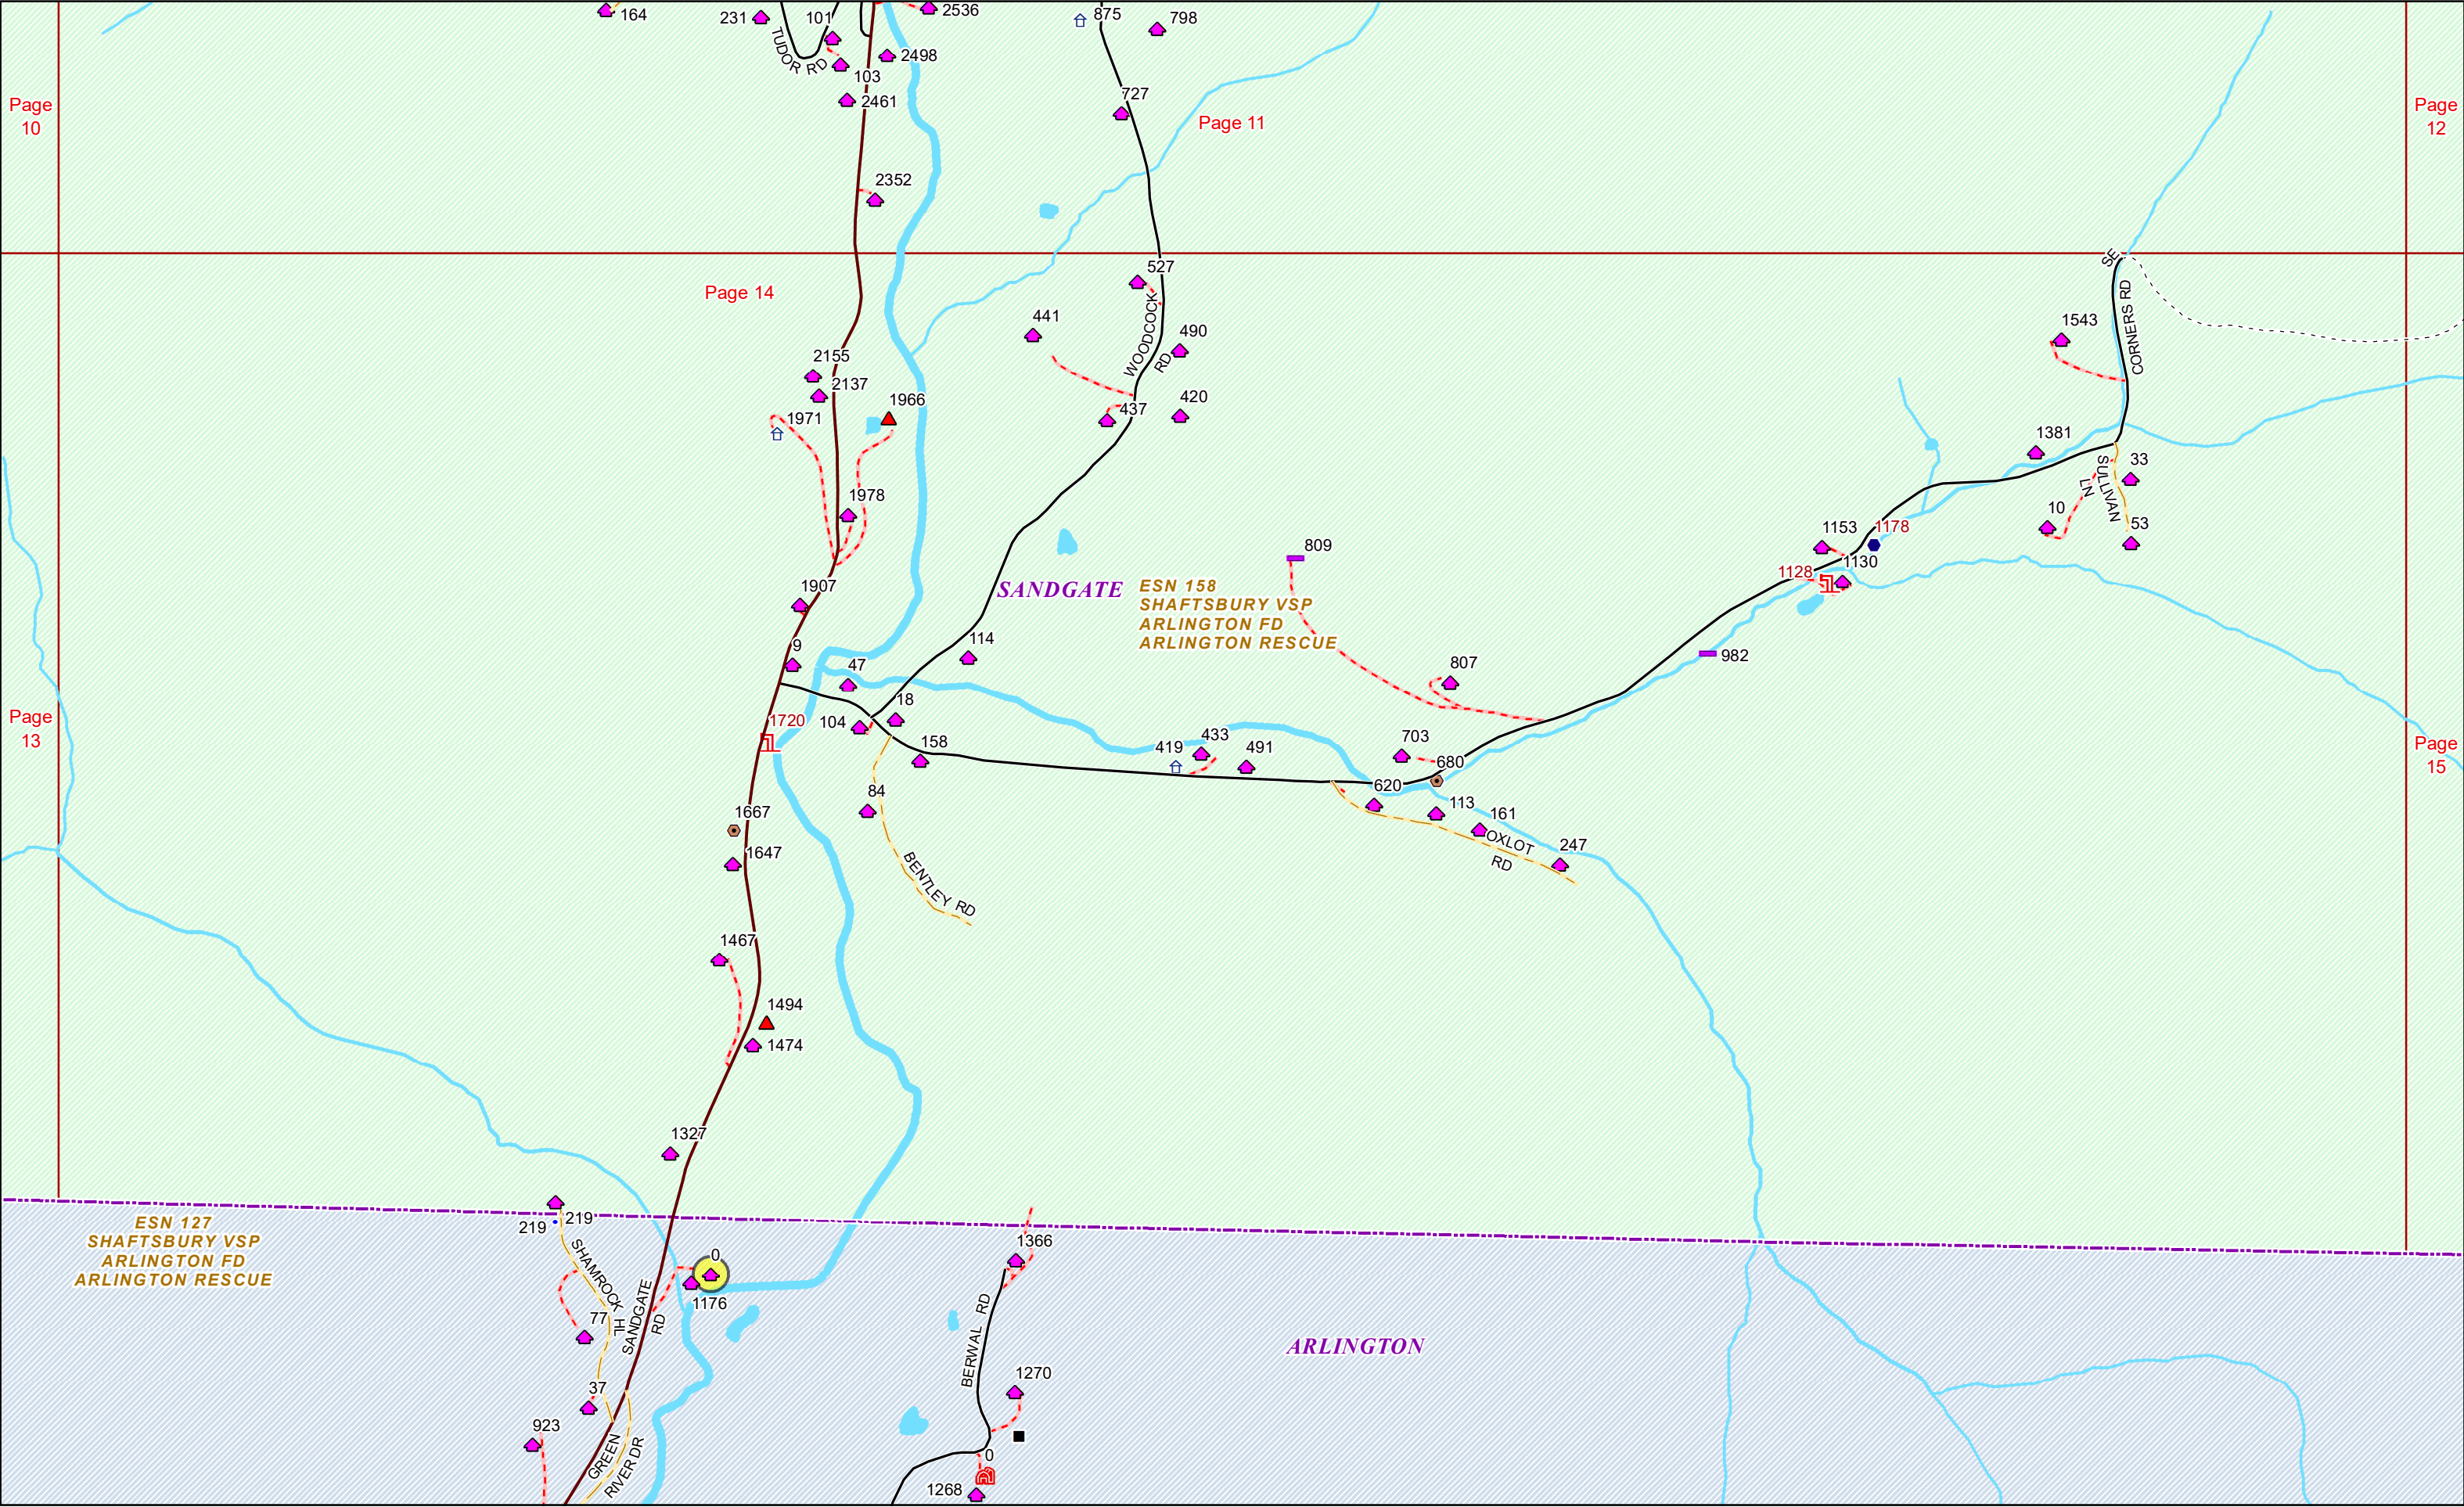 164
231
101
2536
875
798
TUDOR RD
2498
103
2461
Page
10
727
Page 11
Page
12
2352
SE
CORNERS RD
527
Page 14
441
WOODCOCK
RD
490
1543
2155
2137
1966
1971
437
420
1381
SULLIVAN
LN
33
1978
10
53
1153
1178
809
1130
1128
SANDGATE
ESN 158
SHAFTSBURY VSP
ARLINGTON FD
ARLINGTON RESCUE
1907
9
114
47
982
807
18
1720
104
158
Page
13
433
419
491
703
680
Page
15
620
84
113
161
1667
OXLOT
RD
247
1647
BENTLEY RD
1467
1494
1474
1327
219
219
ESN 127
SHAFTSBURY VSP
ARLINGTON FD
ARLINGTON RESCUE
SHAMROCK
HL
0
1176
1366
SANDGATE
RD
77
BERWAL RD
ARLINGTON
37
1270
923
GREEN
RIVER DR
0
1268